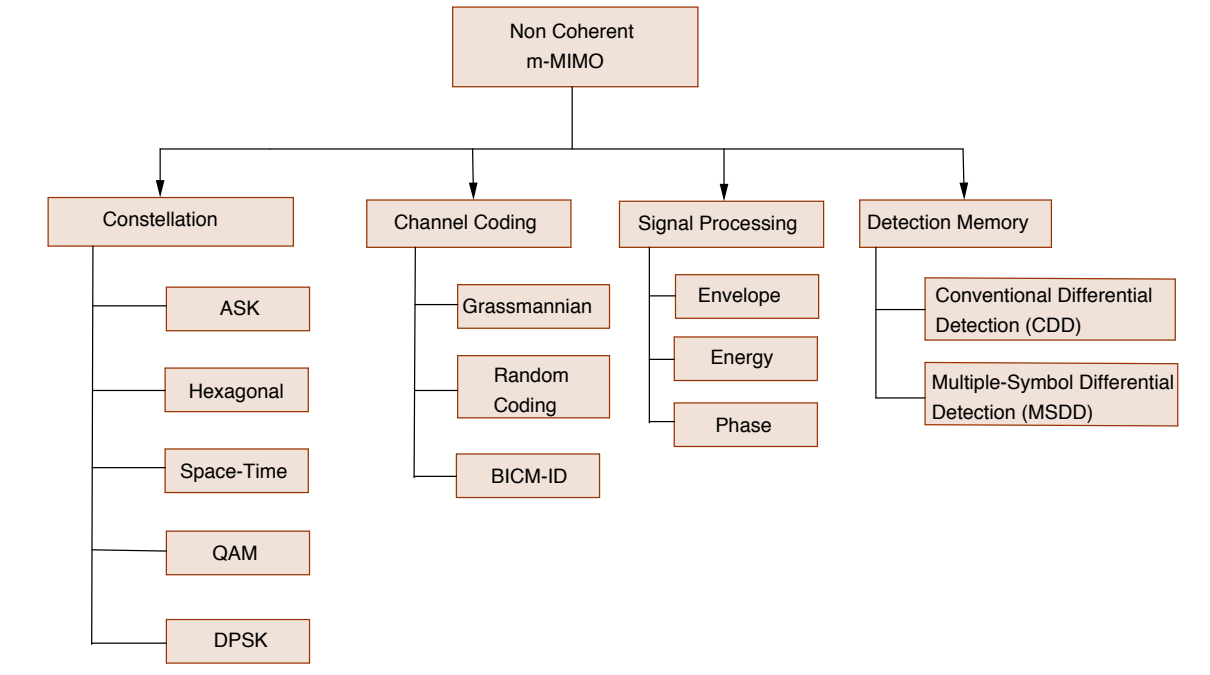 Non Coherent
m-MIMO
Constellation
Channel Coding
Signal Processing
Detection Memory
ASK
Hexagonal
Space-Time
QAM
DPSK
Grassmannian
Random
Coding
BICM-ID
Envelope
Energy
Phase
Conventional Differential
Detection (CDD)
Multiple-Symbol Differential
Detection (MSDD)